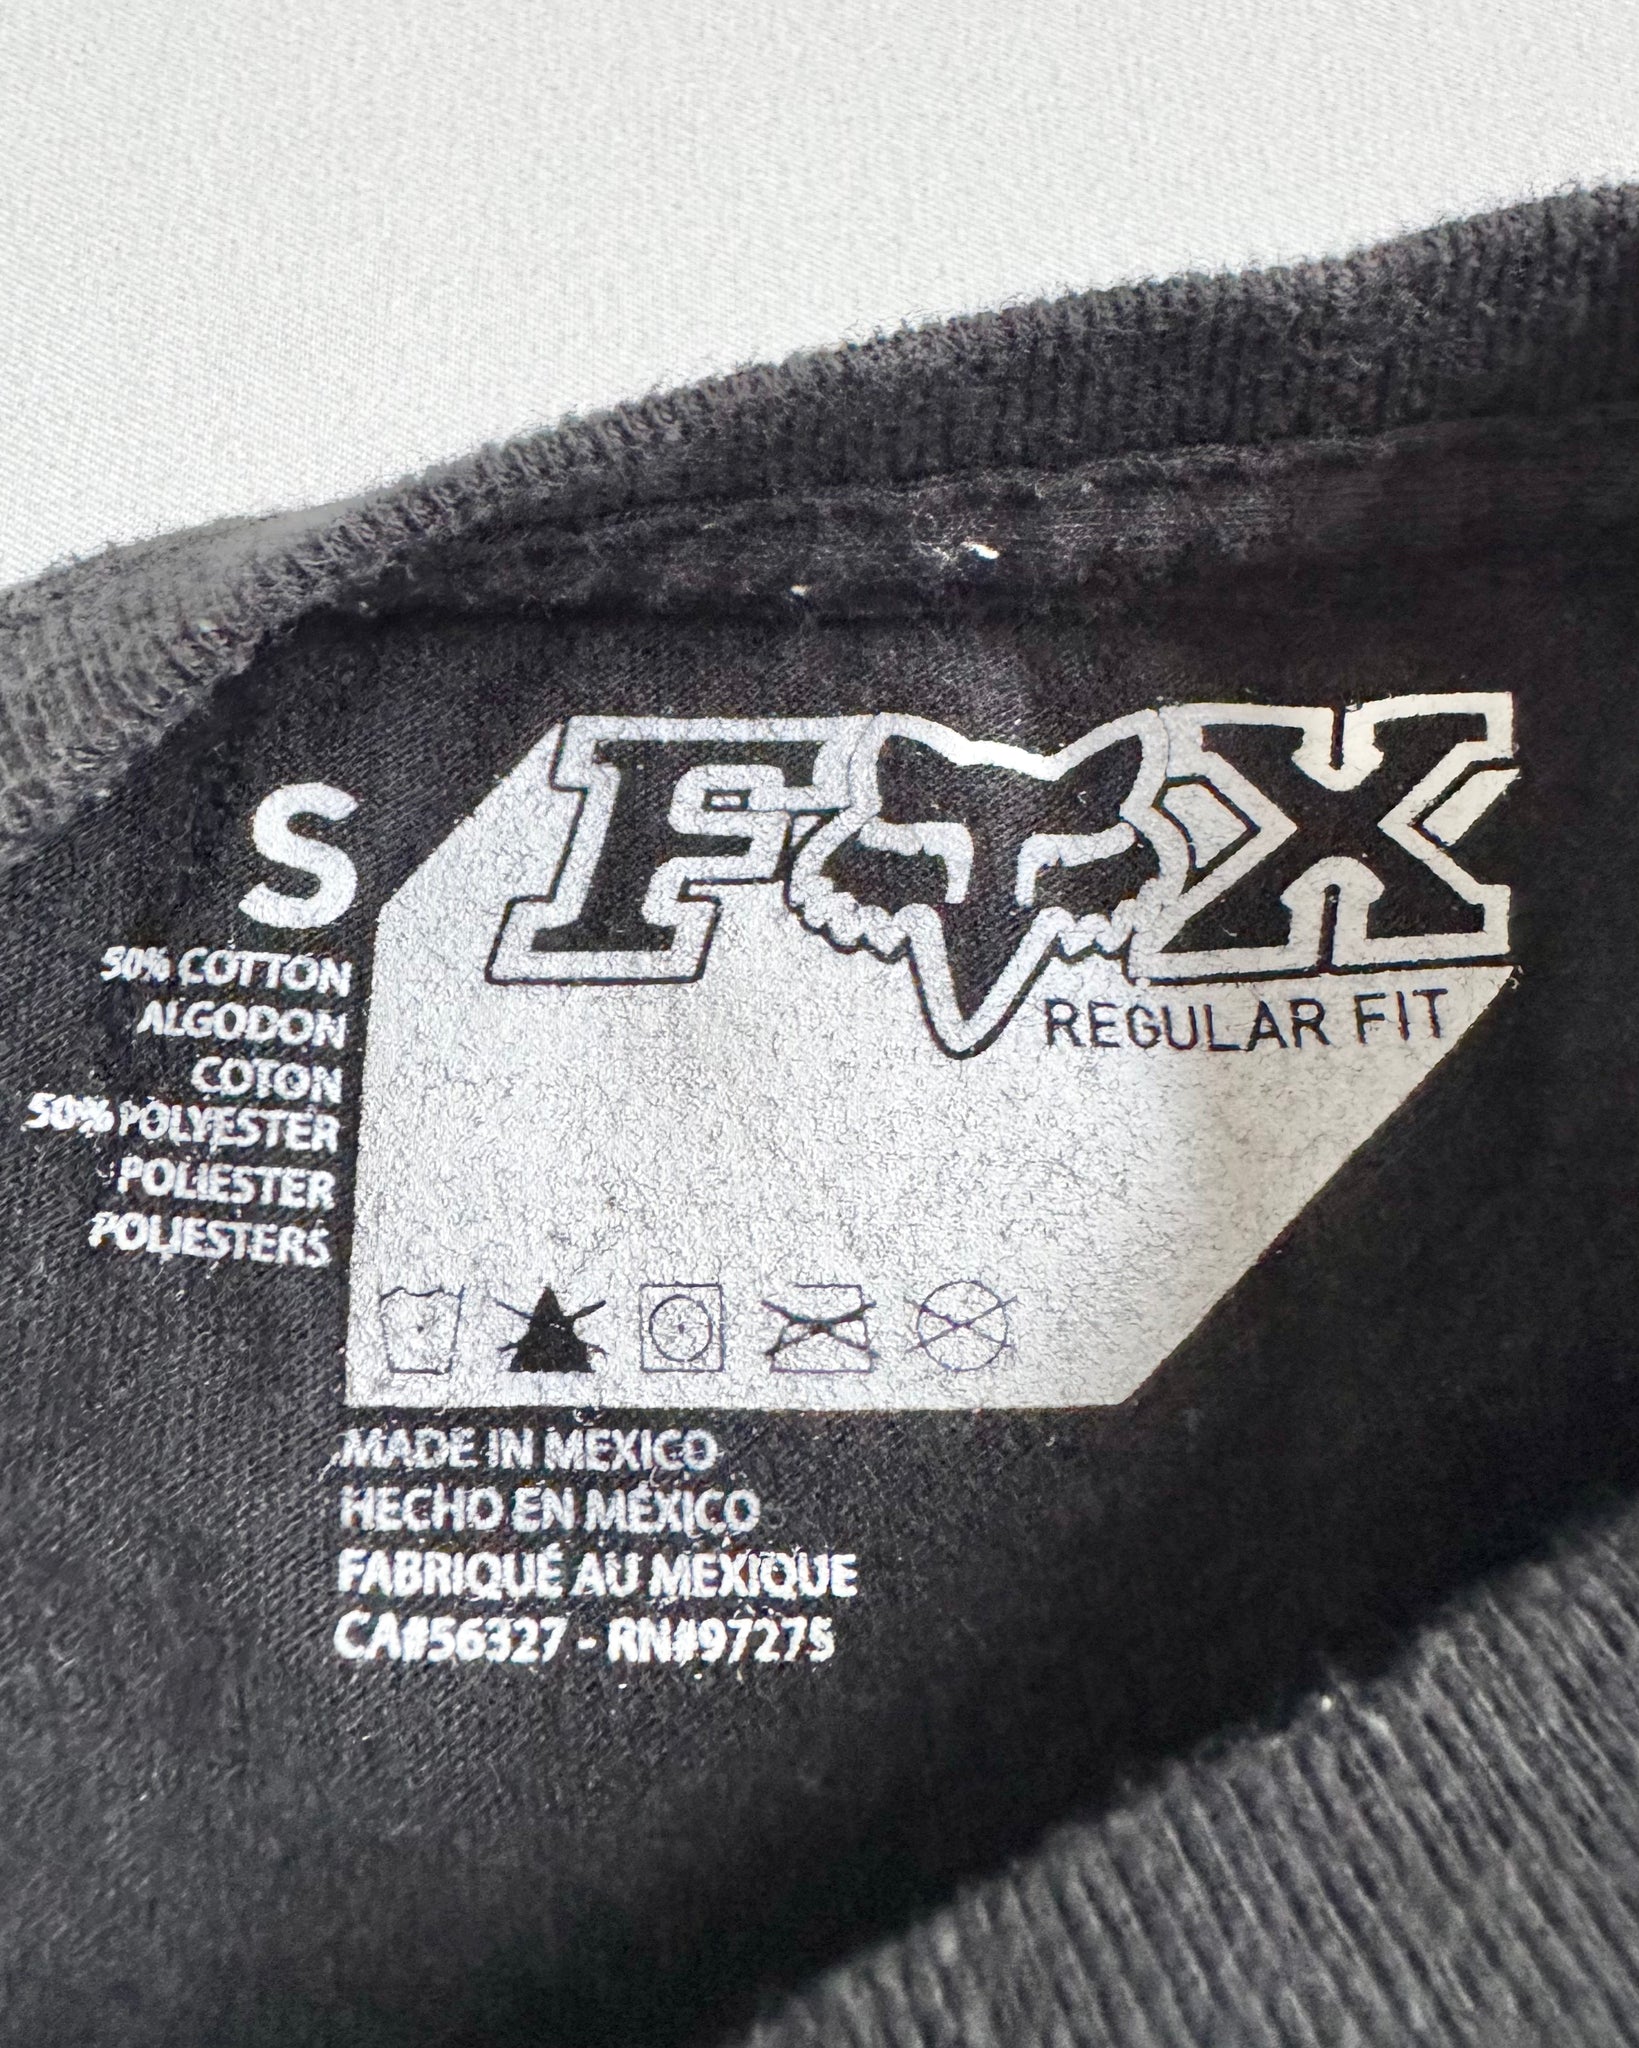 FOX
REGULAR FIT
S
50% COTTON
ALGODON
COTON
50% POLYESTER
POLIESTER
POLIESTERS
MADE IN MEXICO
HECHO EN MÉXICO
FABRIQUÉ AU MEXIQUE
CA#56327 - RN#97275